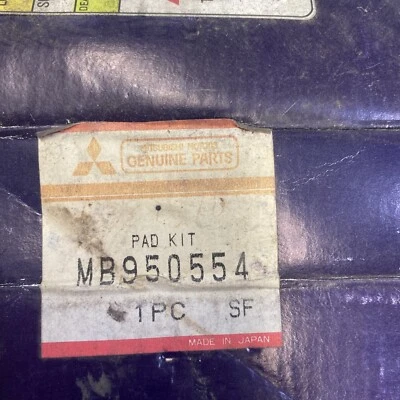 MITSUBISHI MOTORS
GENUINE PARTS
PAD KIT
MB950554
1PC SF
MADE IN JAPAN